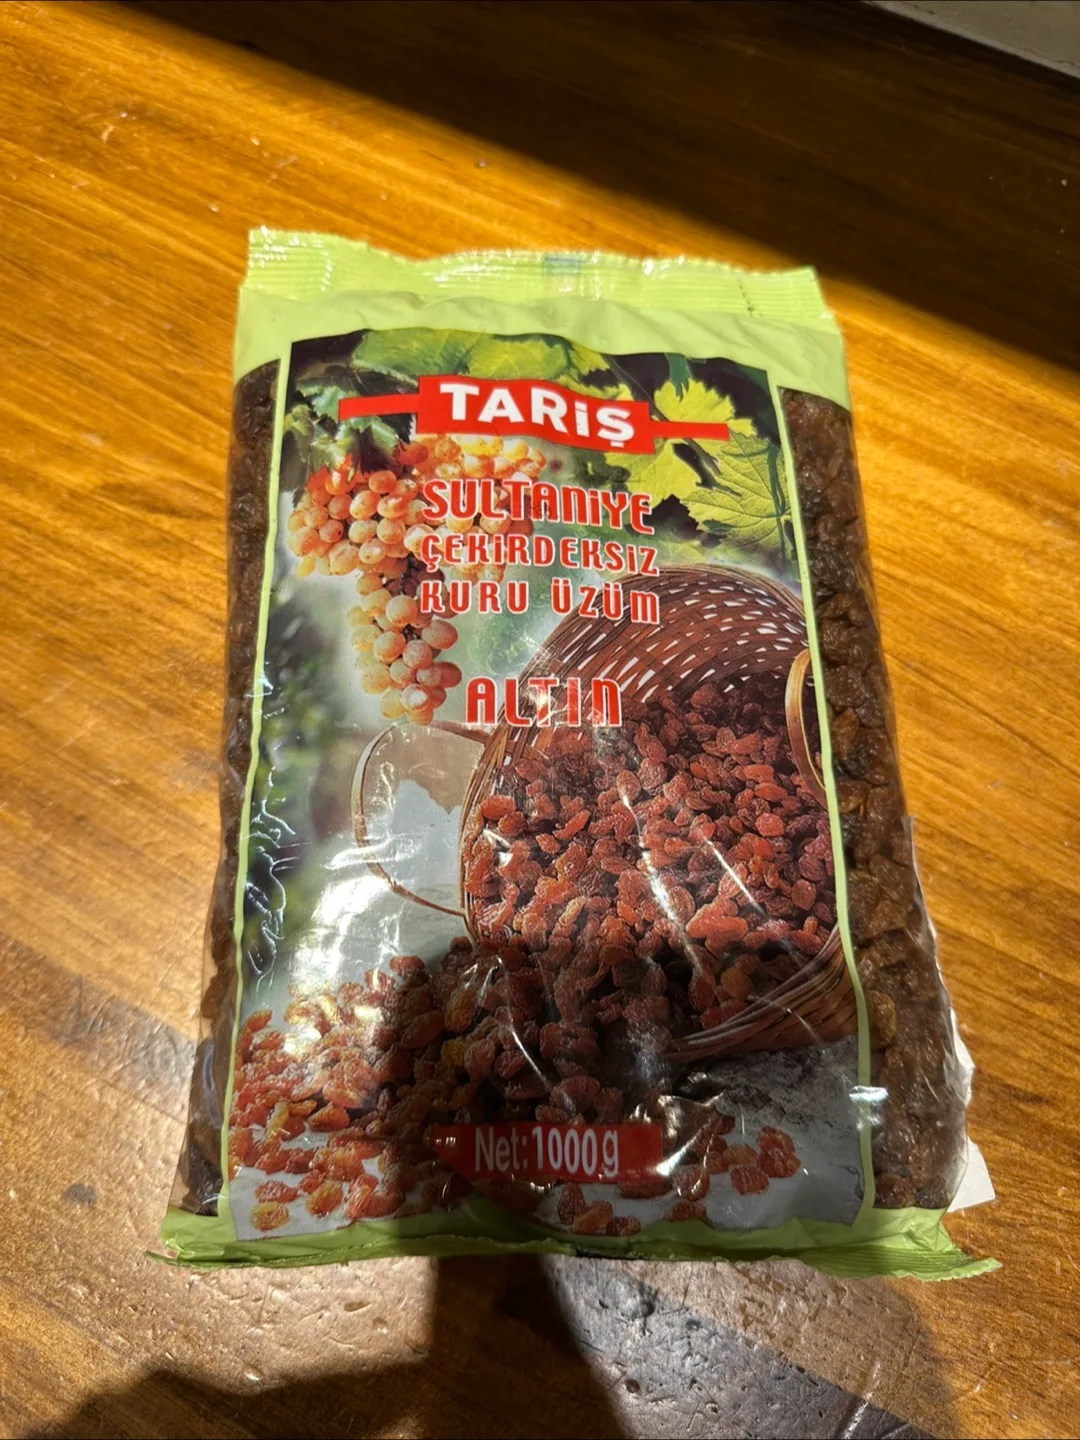 TARİŞ
SULTANİYE
ÇEKİRDEKSİZ
KURU ÜZÜM
ALTIN
Net:1000g